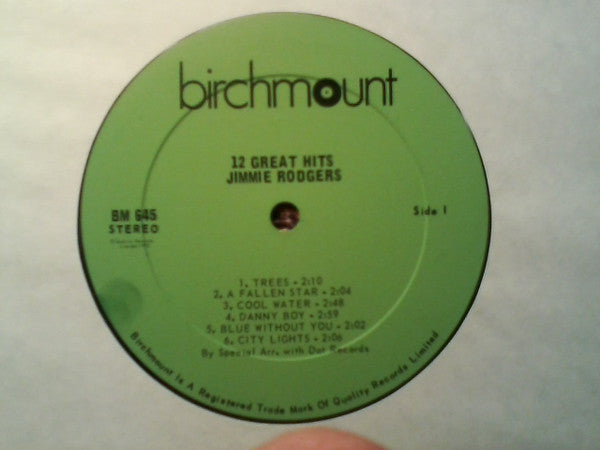 birchmount
12 GREAT HITS
JIMMIE RODGERS
BM 645
STEREO
Side 1
1. TREES - 2:10
2. A FALLEN STAR - 2:04
3. COOL WATER - 2:48
4. DANNY BOY - 2:59
5. BLUE WITHOUT YOU - 2:02
6. CITY LIGHTS - 2:06
By Special Arr. with Dot Records
Birchmount Is A Registered Trade Mark Of Quality Records Limited